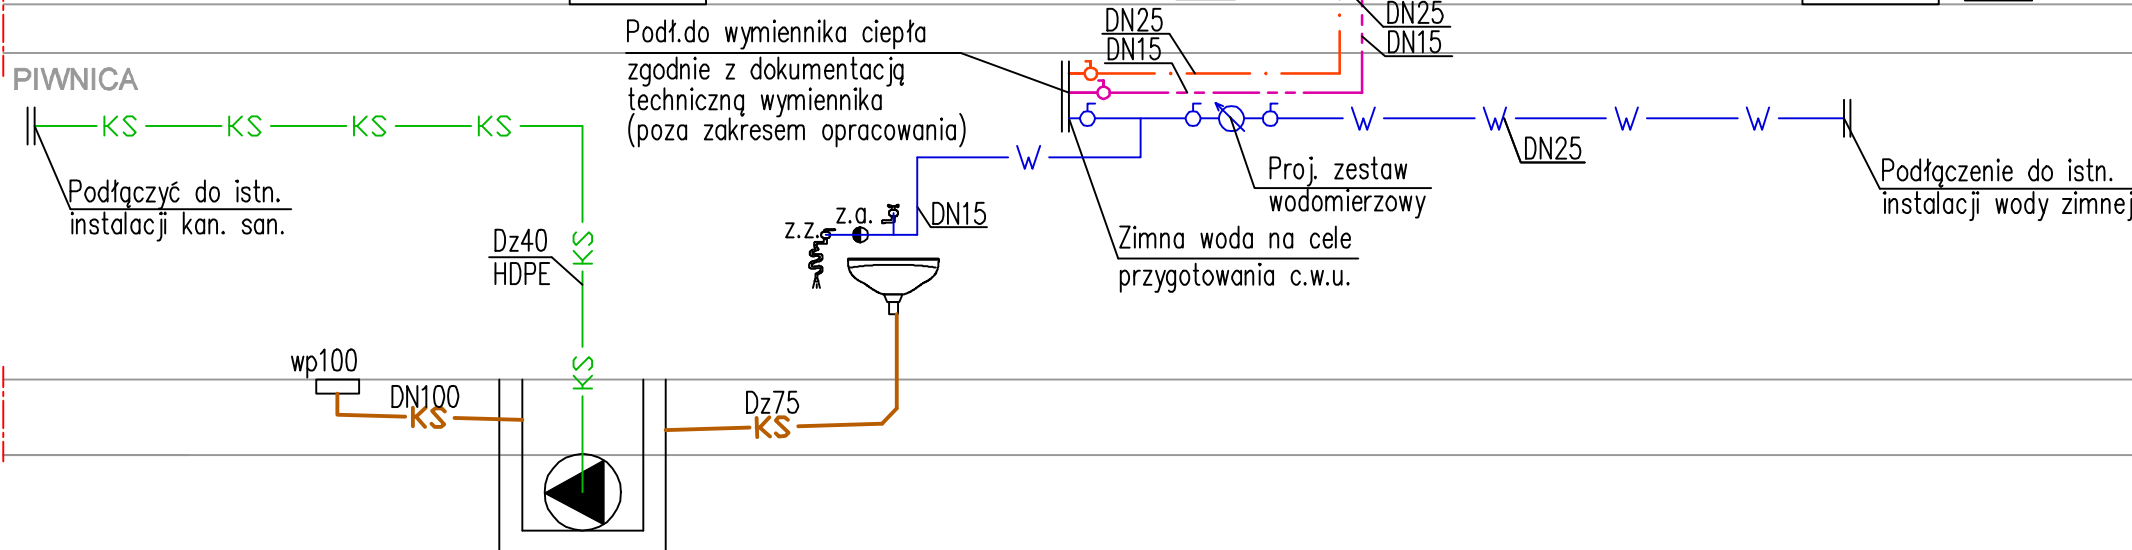 DN25
DN25
DN15
DN15
Podł.do wymiennika ciepła
zgodnie z dokumentacją
techniczną wymiennika
(poza zakresem opracowania)
PIWNICA
KS
KS
KS
KS
W
W
W
W
DN25
W
Proj. zestaw
wodomierzowy
Podłączenie do istn.
instalacji wody zimnej
Podłączyć do istn.
instalacji kan. san.
z.z.
z.a.
DN15
Zimna woda na cele
przygotowania c.w.u.
Dz40
HDPE
KS
KS
wp100
DN100
KS
Dz75
KS